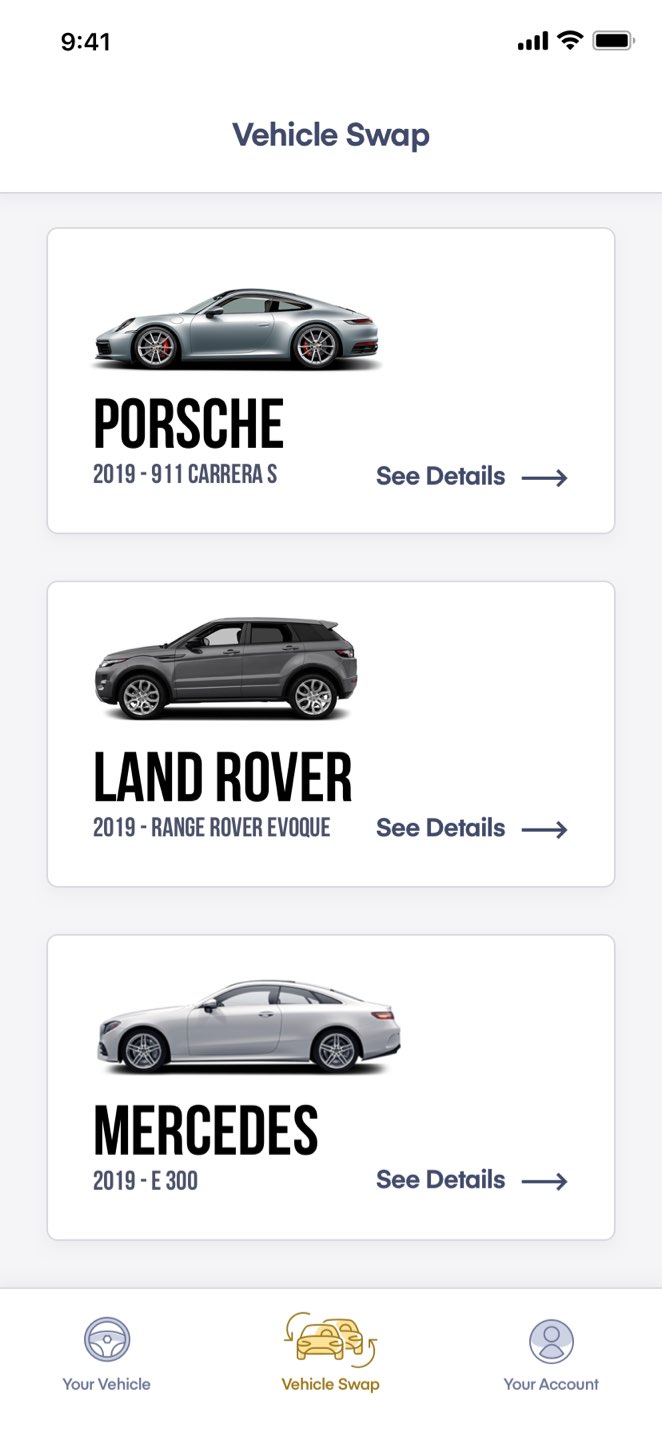 9:41
Vehicle Swap
PORSCHE
2019 - 911 CARRERA S
See Details
LAND ROVER
2019 - RANGE ROVER EVOQUE
See Details
MERCEDES
2019 - E 300
See Details
Your Vehicle
Vehicle Swap
Your Account